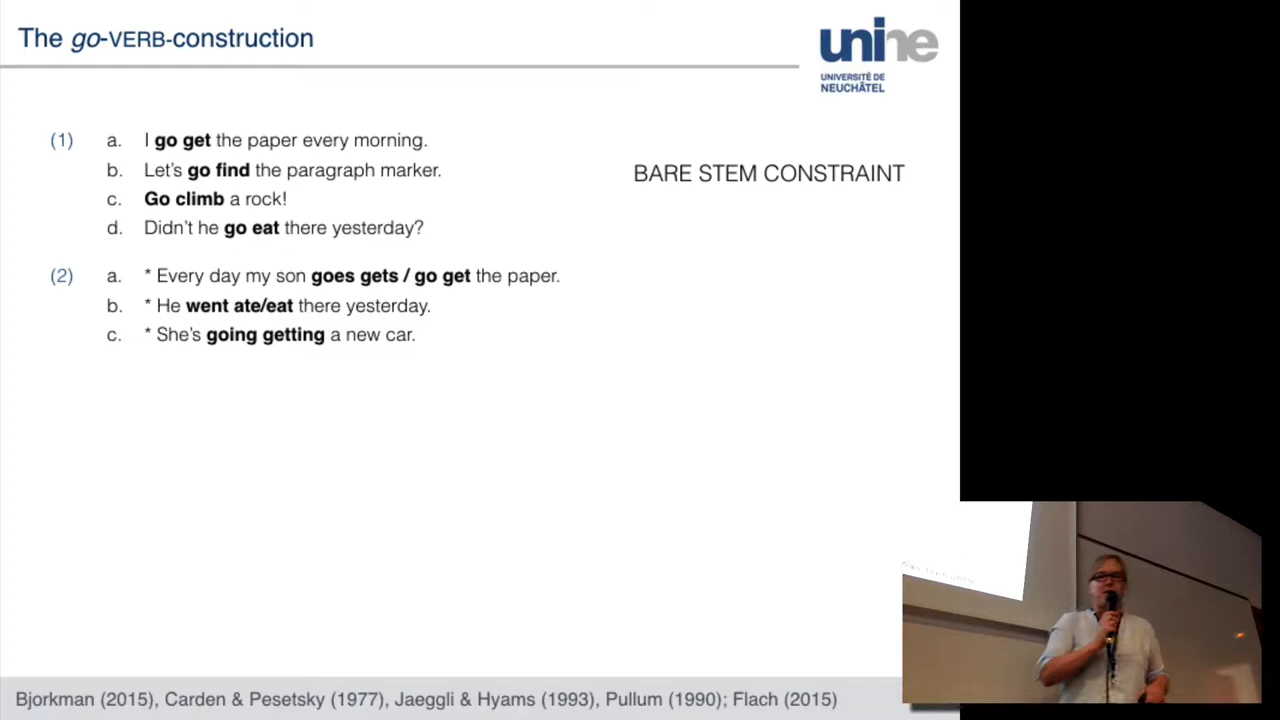 The go-VERB-construction
unine
UNIVERSITÉ DE
NEUCHÂTEL
(1) a. I go get the paper every morning.
b. Let's go find the paragraph marker.
c. Go climb a rock!
d. Didn't he go eat there yesterday?
BARE STEM CONSTRAINT
(2) a. * Every day my son goes gets / go get the paper.
b. * He went ate/eat there yesterday.
c. * She's going getting a new car.
Bjorkman (2015), Carden & Pesetsky (1977), Jaeggli & Hyams (1993), Pullum (1990); Flach (2015)